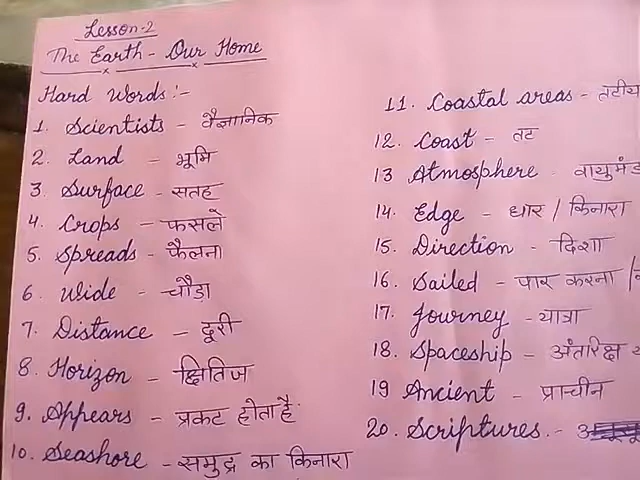 Lesson-2
The Earth - Our Home
Hard Words:-
1. Scientists - वैज्ञानिक
2. Land - भूमि
3. Surface - सतह
4. Crops - फसले
5. Spreads - फैलना
6. Wide - चौड़ा
7. Distance - दूरी
8. Horizon - क्षितिज
9. Appears - प्रकट होता है
10. Seashore - समुद्र का किनारा
11. Coastal areas - तटीय
12. Coast - तट
13 Atmosphere - वायुमंड
14. Edge - धार / किनारा
15. Direction - दिशा
16. Sailed - पार करना /
17. Journey - यात्रा
18. Spaceship - अंतरिक्ष
19 Ancient - प्राचीन
20. Scriptures. -